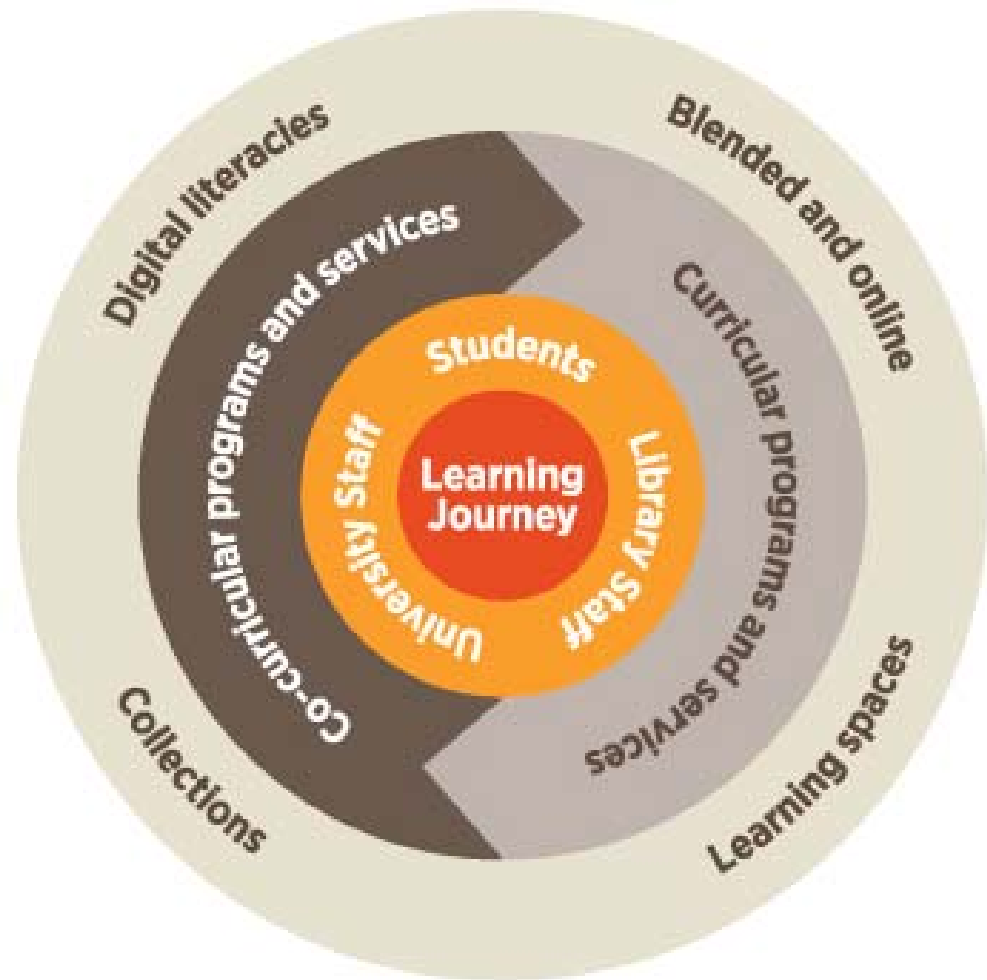 Digital literacies
Blended and online
Co-curricular programs and services
Curricular programs and services
Students
University Staff
Library Staff
Learning
Journey
Collections
Learning spaces